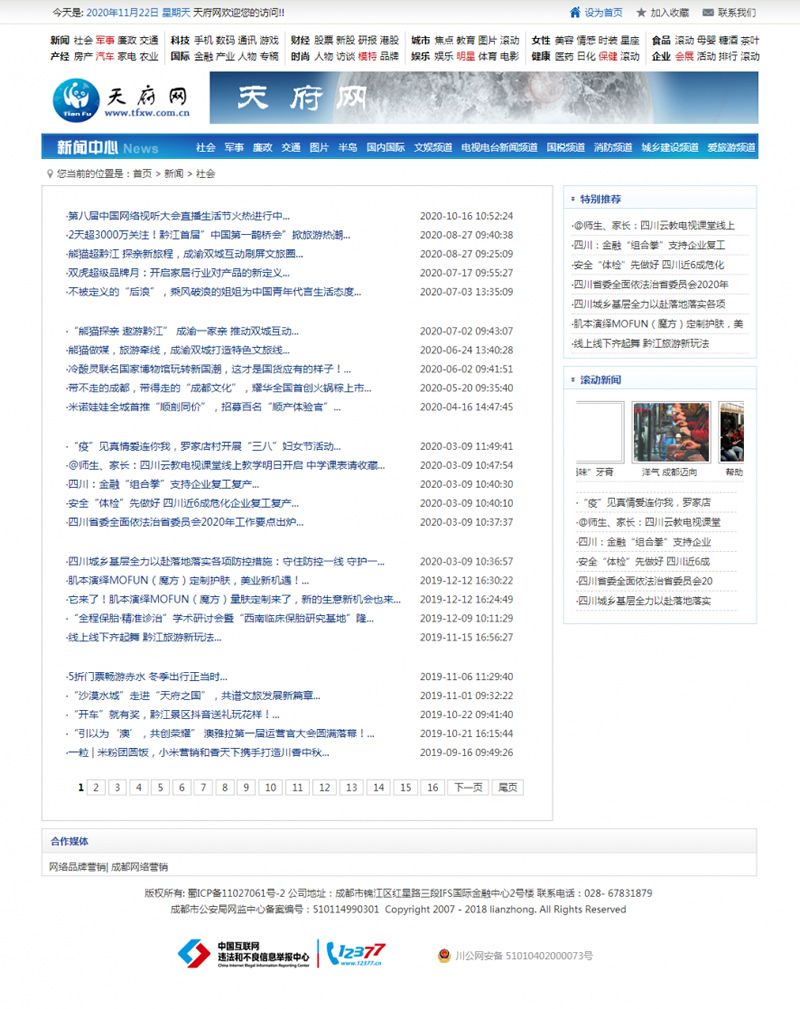 今天是: 2020年11月22日 星期天 天府网欢迎您的访问!!
设为首页 加入收藏 联系我们
新闻 社会 军事 廉政 交通 科技 手机 数码 通讯 游戏 财经 股票 新股 研报 港股 城市 焦点 教育 图片 滚动 女性 美容 情感 时装 星座 食品 滚动 母婴 糖酒 茶叶
产经 房产 汽车 家电 农业 国际 金融 产业 人物 专稿 时尚 人物 访谈 模特 品牌 娱乐 娱乐 明星 体育 电影 健康 医药 日化 保健 滚动 企业 会展 活动 排行 滚动
天府网
www.tfxw.com.cn
Tian Fu
天府网
新闻中心 News 社会 军事 廉政 交通 图片 半岛 国内国际 文娱频道 电视电台新闻频道 国税频道 消防频道 城乡建设频道 爱旅游频道
您当前的位置是：首页 > 新闻 > 社会
·第八届中国网络视听大会直播生活节火热进行中... 2020-10-16 10:52:24
·2天超3000万关注！黔江首届“中国第一鹊桥会”掀旅游热潮... 2020-08-27 09:40:38
·熊猫超黔江 探亲新旅程，成渝双城互动刷屏文旅圈... 2020-08-27 09:25:09
·双虎超级品牌月：开启家居行业对产品的新定义... 2020-07-17 09:55:27
·不被定义的“后浪”，乘风破浪的姐姐为中国青年代言生活态度... 2020-07-03 13:35:09
·“熊猫探亲 遨游黔江” 成渝一家亲 推动双城互动... 2020-07-02 09:43:07
·熊猫做媒，旅游牵线，成渝双城打造特色文旅线... 2020-06-24 13:40:28
·冷酸灵联名国家博物馆玩转新国潮，这才是国货应有的样子！... 2020-06-02 09:41:51
·带不走的成都，带得走的“成都文化”，耀华全国首创火锅粽上市... 2020-05-20 09:35:40
·米诺娃娃全城首推“顺创同价”，招募百名“顺产体验官”... 2020-04-16 14:47:45
·“疫”见真情爱连你我，罗家店村开展“三八”妇女节活动... 2020-03-09 11:49:41
·@师生、家长：四川云教电视课堂线上教学明日开启 中学课表请收藏... 2020-03-09 10:47:54
·四川：金融“组合拳”支持企业复工复产... 2020-03-09 10:40:30
·安全“体检”先做好 四川近6成危化企业复工复产... 2020-03-09 10:40:10
·四川省委全面依法治省委员会2020年工作要点出炉... 2020-03-09 10:37:37
·四川城乡基层全力以赴落地落实各项防控措施：守住防控一线 守护一... 2020-03-09 10:36:57
·肌本演绎MOFUN（魔方）定制护肤，美业新机遇！... 2019-12-12 16:30:22
·它来了！肌本演绎MOFUN（魔方）量肤定制来了，新的生意新机会也来... 2019-12-12 16:24:49
·“全程保胎·精准诊治”学术研讨会暨“西南临床保胎研究基地”隆... 2019-12-09 10:11:29
·线上线下齐起舞 黔江旅游新玩法... 2019-11-15 16:56:27
·5折门票畅游赤水 冬季出行正当时... 2019-11-06 11:29:40
·“沙漠水城”走进“天府之国”，共谱文旅发展新篇章... 2019-11-01 09:32:22
·“开车”就有奖，黔江景区抖音送礼玩花样！... 2019-10-22 09:41:40
·“引以为‘澳’，共创荣耀” 澳雅拉第一届运营官大会圆满落幕！... 2019-10-21 16:15:44
·一粒 | 米粉团圆饭，小米营销和香天下携手打造川香中秋... 2019-09-16 09:49:26
1 2 3 4 5 6 7 8 9 10 11 12 13 14 15 16 下一页 尾页
特别推荐
·@师生、家长：四川云教电视课堂线上
·四川：金融“组合拳”支持企业复工
·安全“体检”先做好 四川近6成危化
·四川省委全面依法治省委员会2020年
·四川城乡基层全力以赴落地落实各项
·肌本演绎MOFUN（魔方）定制护肤，美
·线上线下齐起舞 黔江旅游新玩法
滚动新闻
味”牙膏 洋气 成都迈向 帮助
·“疫”见真情爱连你我，罗家店
·@师生、家长：四川云教电视课堂
·四川：金融“组合拳”支持企业
·安全“体检”先做好 四川近6成
·四川省委全面依法治省委员会20
·四川城乡基层全力以赴落地落实
合作媒体
网络品牌营销| 成都网络营销
版权所有: 蜀ICP备11027061号-2 公司地址：成都市锦江区红星路三段IFS国际金融中心2号楼 联系电话：028- 67831879
成都市公安局网监中心备案编号：510114990301 Copyright 2007 - 2018 lianzhong. All Rights Reserved
中国互联网
违法和不良信息举报中心
China Internet Illegal Information Reporting Center
12377
www.12377.cn
川公网安备 51010402000073号